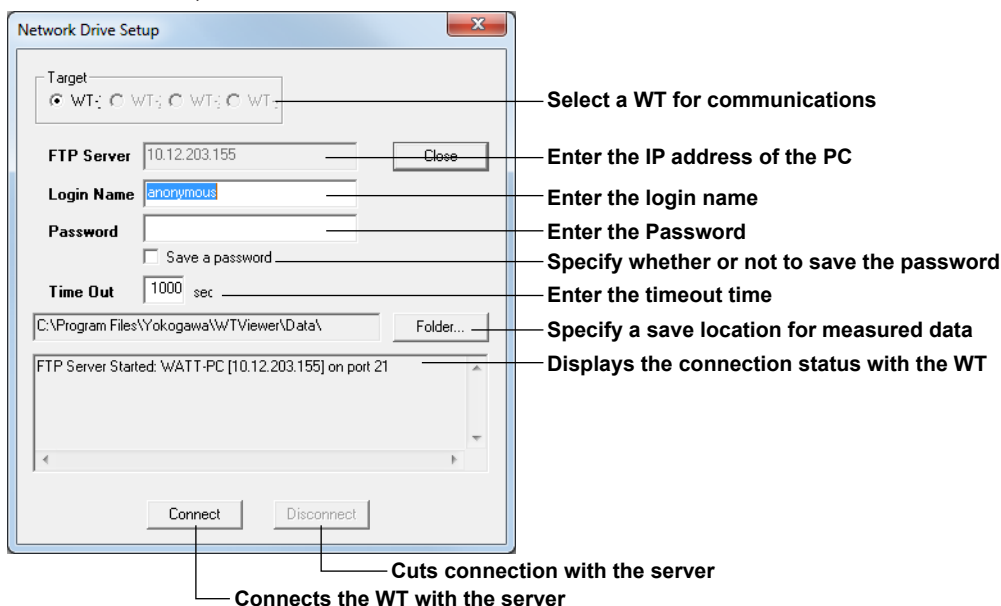 Network Drive Setup
Target
WT-
WT-
WT-
WT-
Select a WT for communications
FTP Server
10.12.203.155
Close
Enter the IP address of the PC
Login Name
anonymous
Enter the login name
Password
Enter the Password
Save a password
Specify whether or not to save the password
Time Out
1000
sec
Enter the timeout time
C:\Program Files\Yokogawa\WTViewer\Data\
Folder...
Specify a save location for measured data
FTP Server Started: WATT-PC [10.12.203.155] on port 21
Displays the connection status with the WT
Connect
Disconnect
Cuts connection with the server
Connects the WT with the server